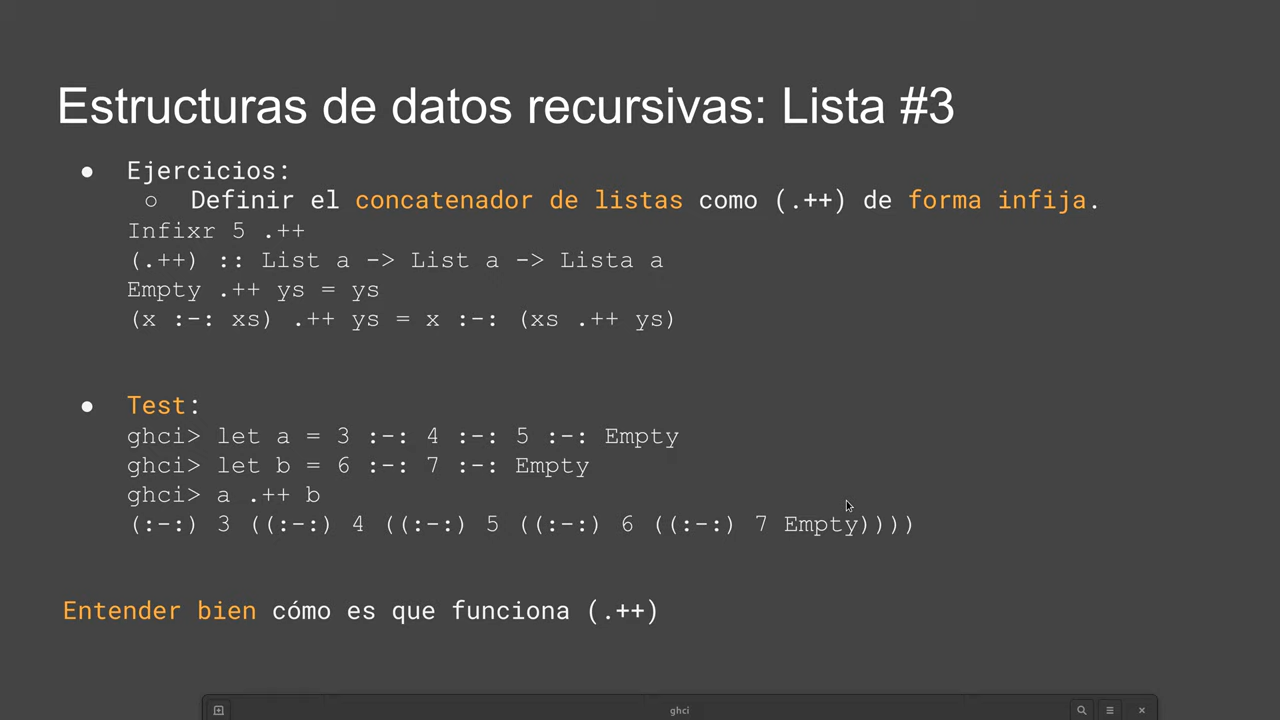 Estructuras de datos recursivas: Lista #3
● Ejercicios:
○ Definir el concatenador de listas como (.++) de forma infija.
Infixr 5 .++
(.++) :: List a -> List a -> Lista a
Empty .++ ys = ys
(x :-: xs) .++ ys = x :-: (xs .++ ys)
● Test:
ghci> let a = 3 :-: 4 :-: 5 :-: Empty
ghci> let b = 6 :-: 7 :-: Empty
ghci> a .++ b
(:-:) 3 ((:-:) 4 ((:-:) 5 ((:-:) 6 ((:-:) 7 Empty))))
Entender bien cómo es que funciona (.++)
ghci